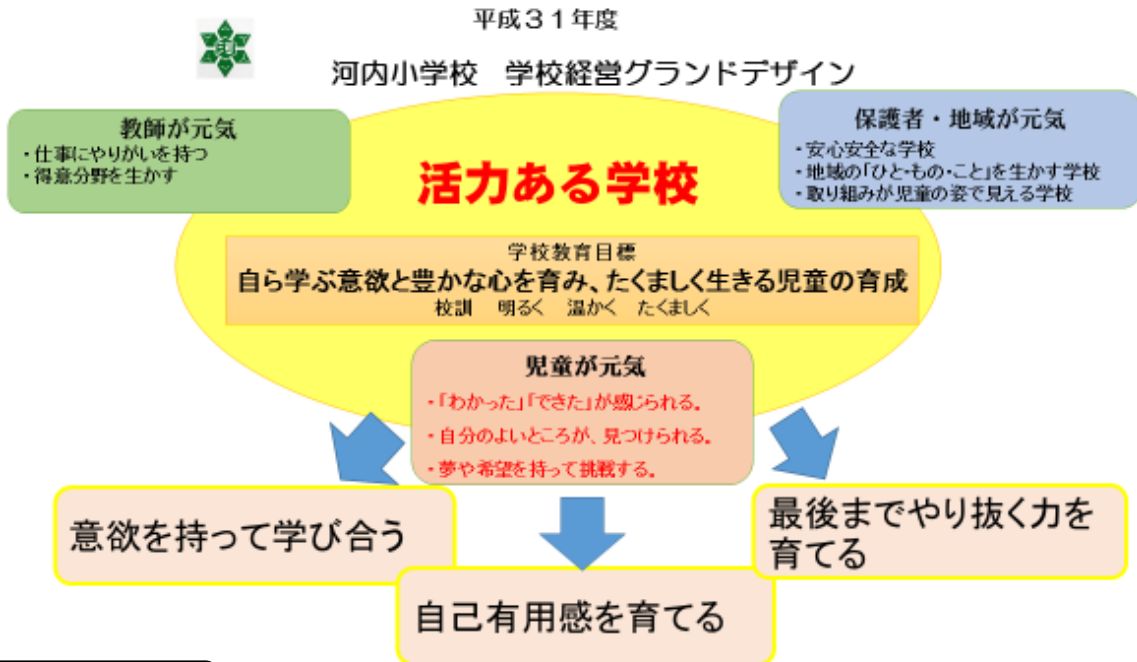 平成３１年度
河内小学校　学校経営グランドデザイン
教師が元気
・仕事にやりがいを持つ
・得意分野を生かす
保護者・地域が元気
・安心安全な学校
・地域の「ひと・もの・こと」を生かす学校
・取り組みが児童の姿で見える学校
活力ある学校
学校教育目標
自ら学ぶ意欲と豊かな心を育み、たくましく生きる児童の育成
校訓　明るく　温かく　たくましく
児童が元気
・「わかった」「できた」が感じられる。
・自分のよいところが、見つけられる。
・夢や希望を持って挑戦する。
意欲を持って学び合う
自己有用感を育てる
最後までやり抜く力を
育てる